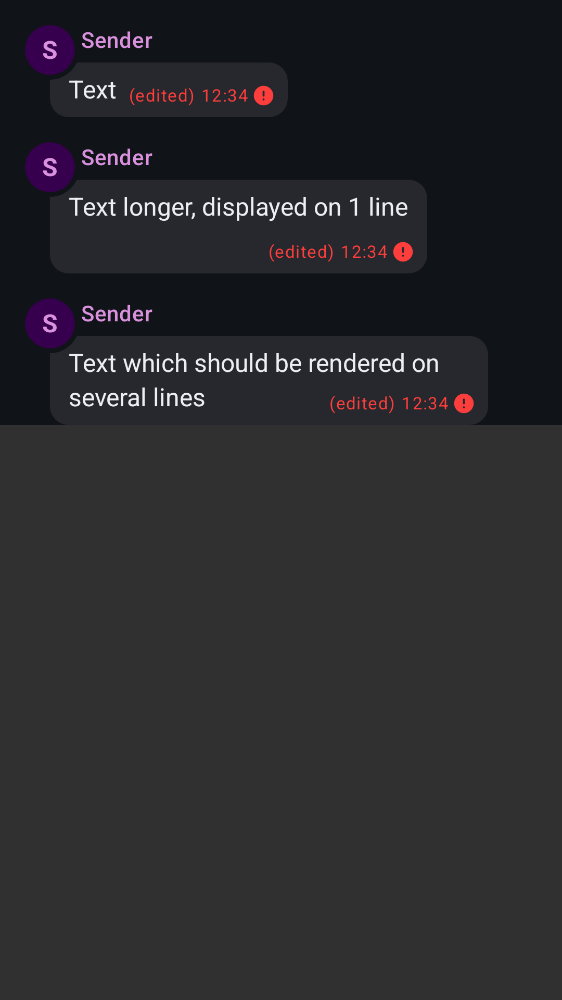 S Sender
Text (edited) 12:34
S Sender
Text longer, displayed on 1 line
(edited) 12:34
S Sender
Text which should be rendered on
several lines (edited) 12:34